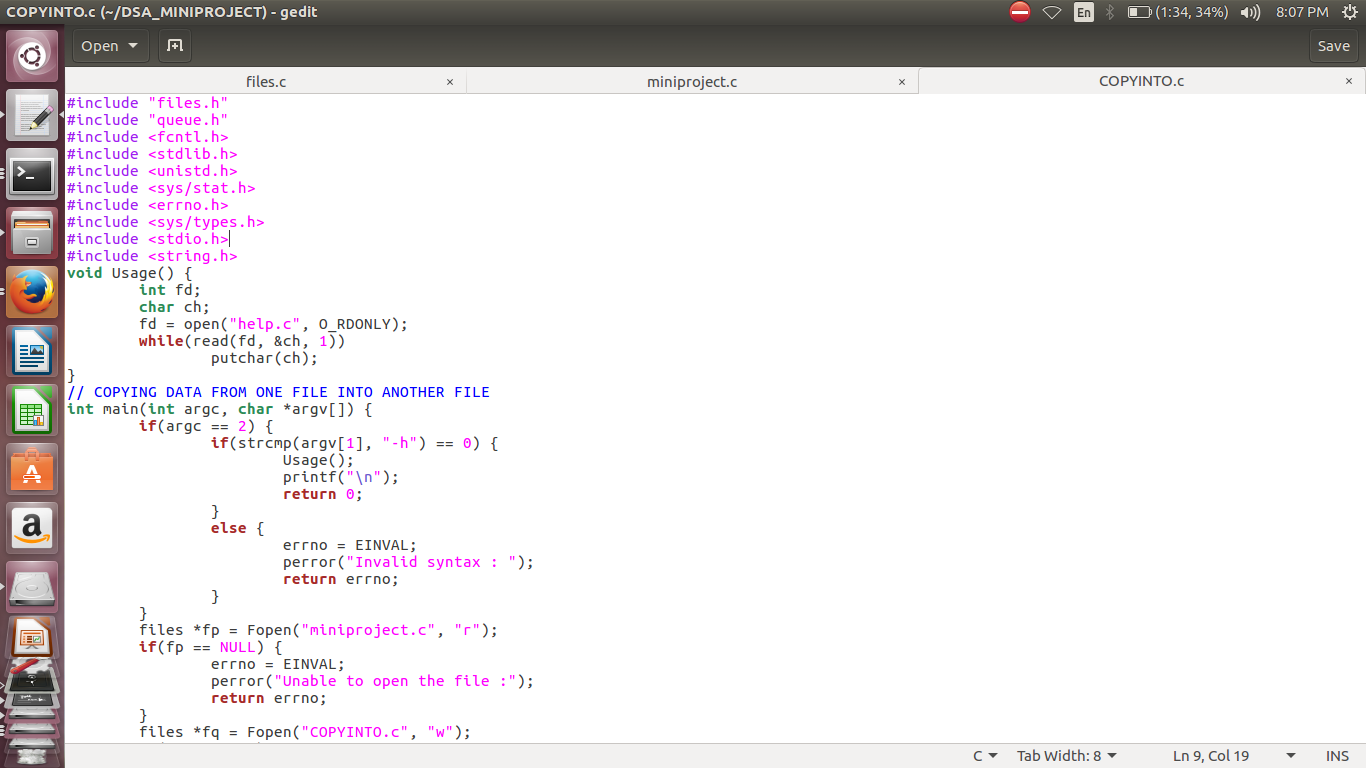 COPYINTO.c (~/DSA_MINIPROJECT) - gedit
En
(1:34, 34%)
8:07 PM
Open
Save
files.c ×
miniproject.c ×
COPYINTO.c ×
#include "files.h"
#include "queue.h"
#include <fcntl.h>
#include <stdlib.h>
#include <unistd.h>
#include <sys/stat.h>
#include <errno.h>
#include <sys/types.h>
#include <stdio.h>
#include <string.h>
void Usage() {
        int fd;
        char ch;
        fd = open("help.c", O_RDONLY);
        while(read(fd, &ch, 1))
                putchar(ch);
}
// COPYING DATA FROM ONE FILE INTO ANOTHER FILE
int main(int argc, char *argv[]) {
        if(argc == 2) {
                if(strcmp(argv[1], "-h") == 0) {
                        Usage();
                        printf("\n");
                        return 0;
                }
                else {
                        errno = EINVAL;
                        perror("Invalid syntax : ");
                        return errno;
                }
        }
        files *fp = Fopen("miniproject.c", "r");
        if(fp == NULL) {
                errno = EINVAL;
                perror("Unable to open the file :");
                return errno;
        }
        files *fq = Fopen("COPYINTO.c", "w");
C
Tab Width: 8
Ln 9, Col 19
INS